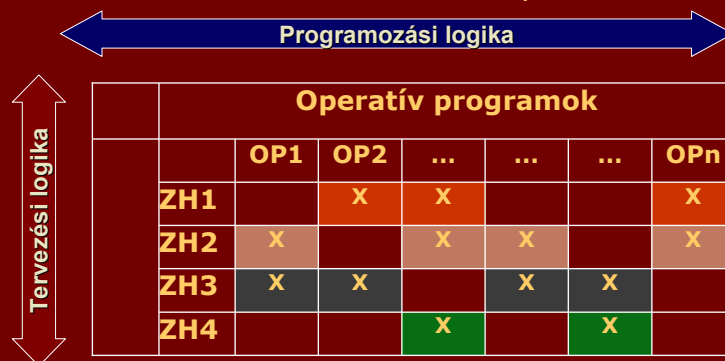 Programozási logika
Tervezési logika
Operatív programok
OP1 OP2 ... ... ... OPn
ZH1 X X X
ZH2 X X X X
ZH3 X X X X
ZH4 X X